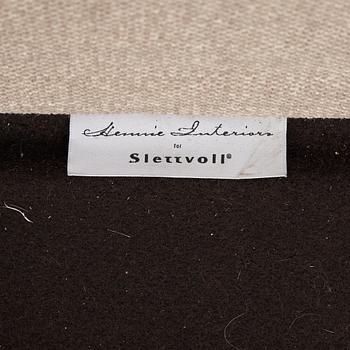 Hennie Interiors
for
Slettvoll®